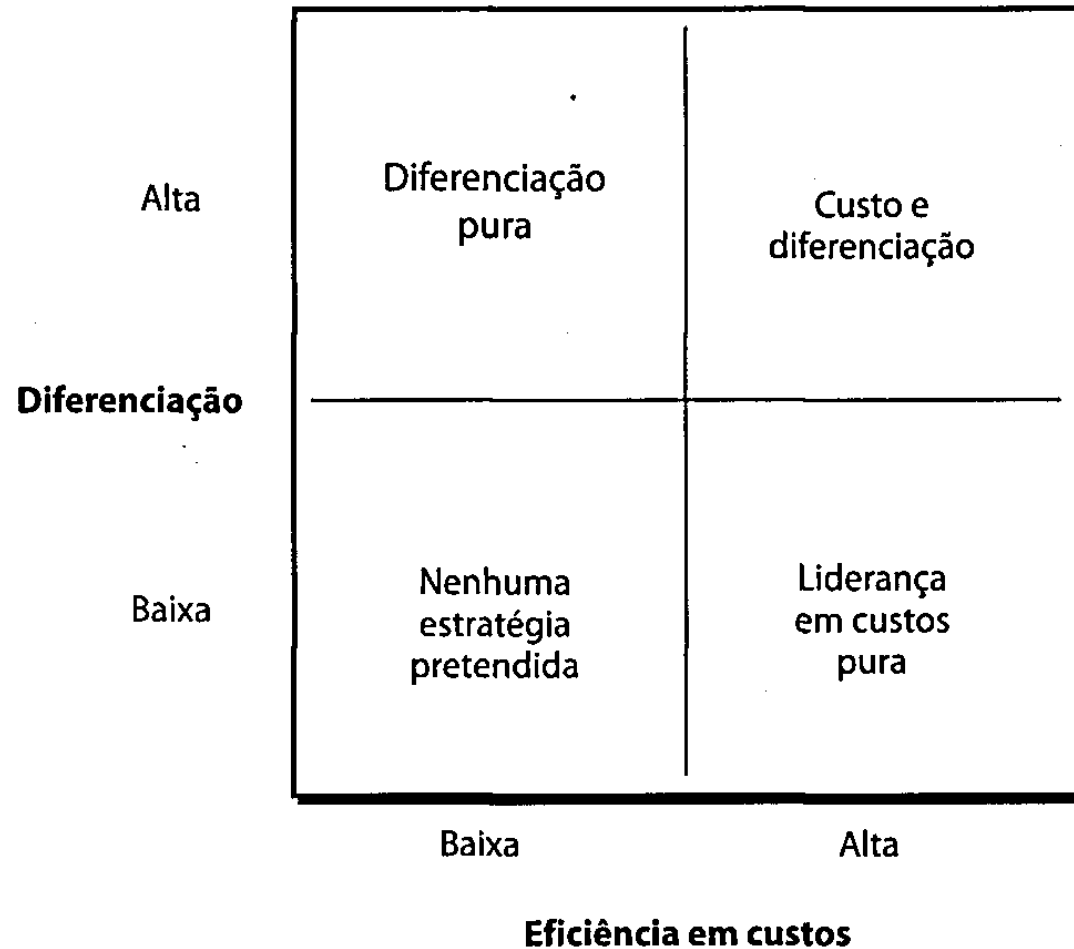 Alta
Diferenciação
pura
Custo e
diferenciação
Diferenciação
Baixa
Nenhuma
estratégia
pretendida
Liderança
em custos
pura
Baixa
Alta
Eficiência em custos